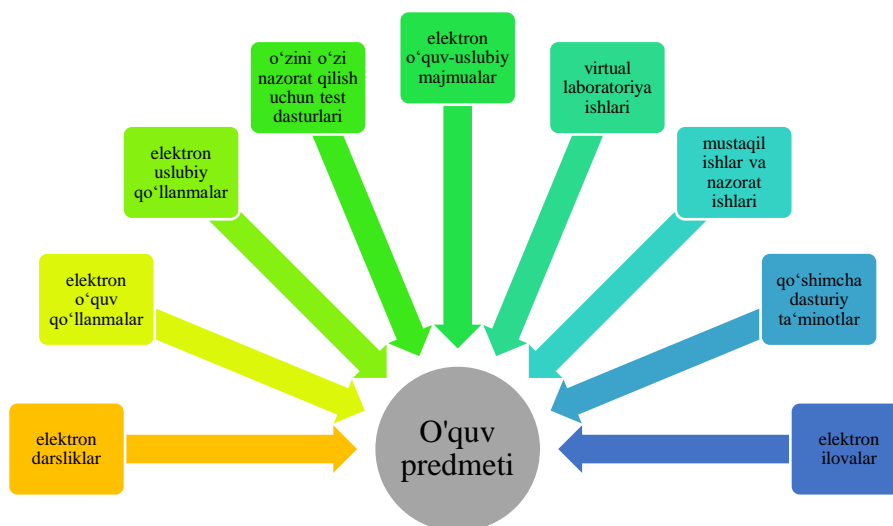 elektron
darsliklar
elektron
o‘quv
qo‘llanmalar
elektron
uslubiy
qo‘llanmalar
o‘zini o‘zi
nazorat qilish
uchun test
dasturlari
elektron
o‘quv-uslubiy
majmualar
virtual
laboratoriya
ishlari
mustaqil
ishlar va
nazorat
ishlari
qo‘shimcha
dasturiy
ta‘minotlar
elektron
ilovalar
O'quv
predmeti